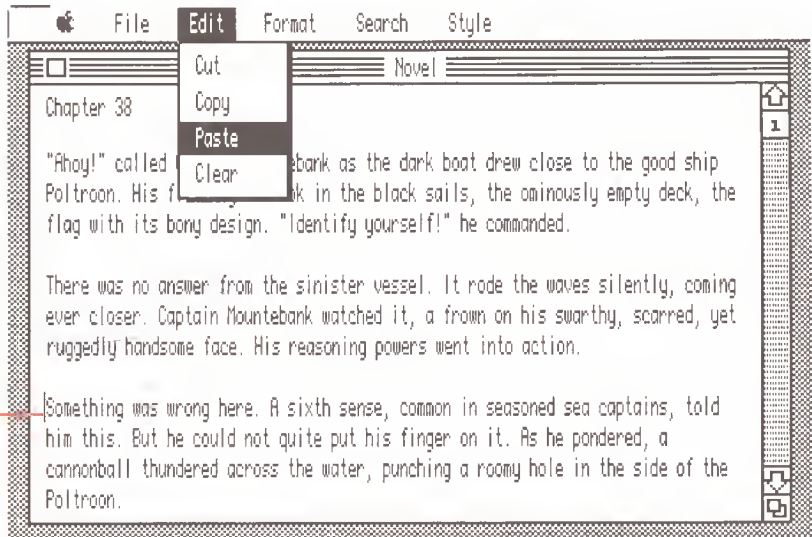 File Edit Format Search Style
Novel
Cut
Copy
Paste
Clear
Chapter 38
1
"Ahoy!" called ebank as the dark boat drew close to the good ship
Poltroon. His f k in the black sails, the ominously empty deck, the
flag with its bony design. "Identify yourself!" he commanded.
There was no answer from the sinister vessel. It rode the waves silently, coming
ever closer. Captain Mountebank watched it, a frown on his swarthy, scarred, yet
ruggedly handsome face. His reasoning powers went into action.
Something was wrong here. A sixth sense, common in seasoned sea captains, told
him this. But he could not quite put his finger on it. As he pondered, a
cannonball thundered across the water, punching a roomy hole in the side of the
Poltroon.